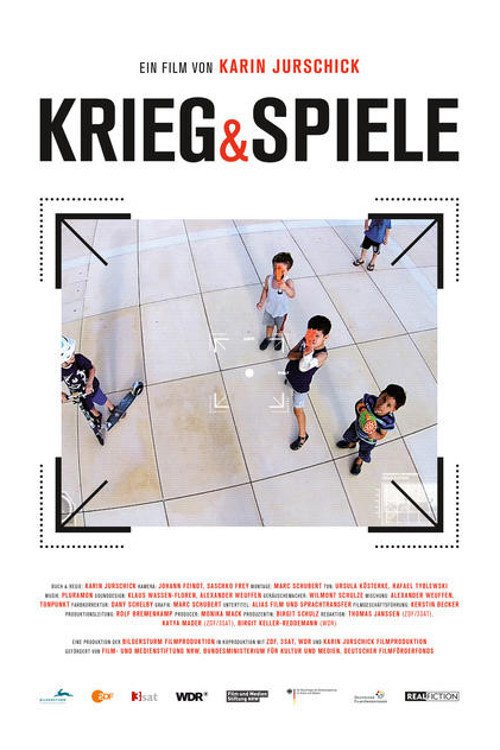 EIN FILM VON KARIN JURSCHICK
KRIEG&SPIELE
BUCH & REGIE: KARIN JURSCHICK KAMERA: JOHANN FEINDT, SASCHKO FREY MONTAGE: MARC SCHUBERT TON: URSULA KÖSTERKE, RAFAEL TYBLEWSKI
MUSIK: PLURAMON SOUNDDESIGN: KLAUS WASSEN-FLOREN, ALEXANDER WEUFFEN GERÄUSCHEMACHER: WILMONT SCHULZE MISCHUNG: ALEXANDER WEUFFEN,
TONPUNKT FARBKORREKTUR: DANY SCHELBY GRAFIK: MARC SCHUBERT UNTERTITEL: ALIAS FILM UND SPRACHTRANSFER FILMGESCHÄFTSFÜHRUNG: KERSTIN BECKER
PRODUKTIONSLEITUNG: ROLF BREMENKAMP PRODUCER: MONIKA MACK PRODUZENTIN: BIRGIT SCHULZ REDAKTION: THOMAS JANSSEN (ZDF/3SAT),
KATYA MADER (ZDF/3SAT), BIRGIT KELLER-REDDEMANN (WDR)
EINE PRODUKTION DER BILDERSTURM FILMPRODUKTION IN KOPRODUKTION MIT ZDF, 3SAT, WDR UND KARIN JURSCHICK FILMPRODUKTION
GEFÖRDERT VON FILM- UND MEDIENSTIFTUNG NRW, BUNDESMINISTERIUM FÜR KULTUR UND MEDIEN, DEUTSCHER FILMFÖRDERFONDS
ZDF 3sat WDR Film und Medien Stiftung NRW REALFICTION